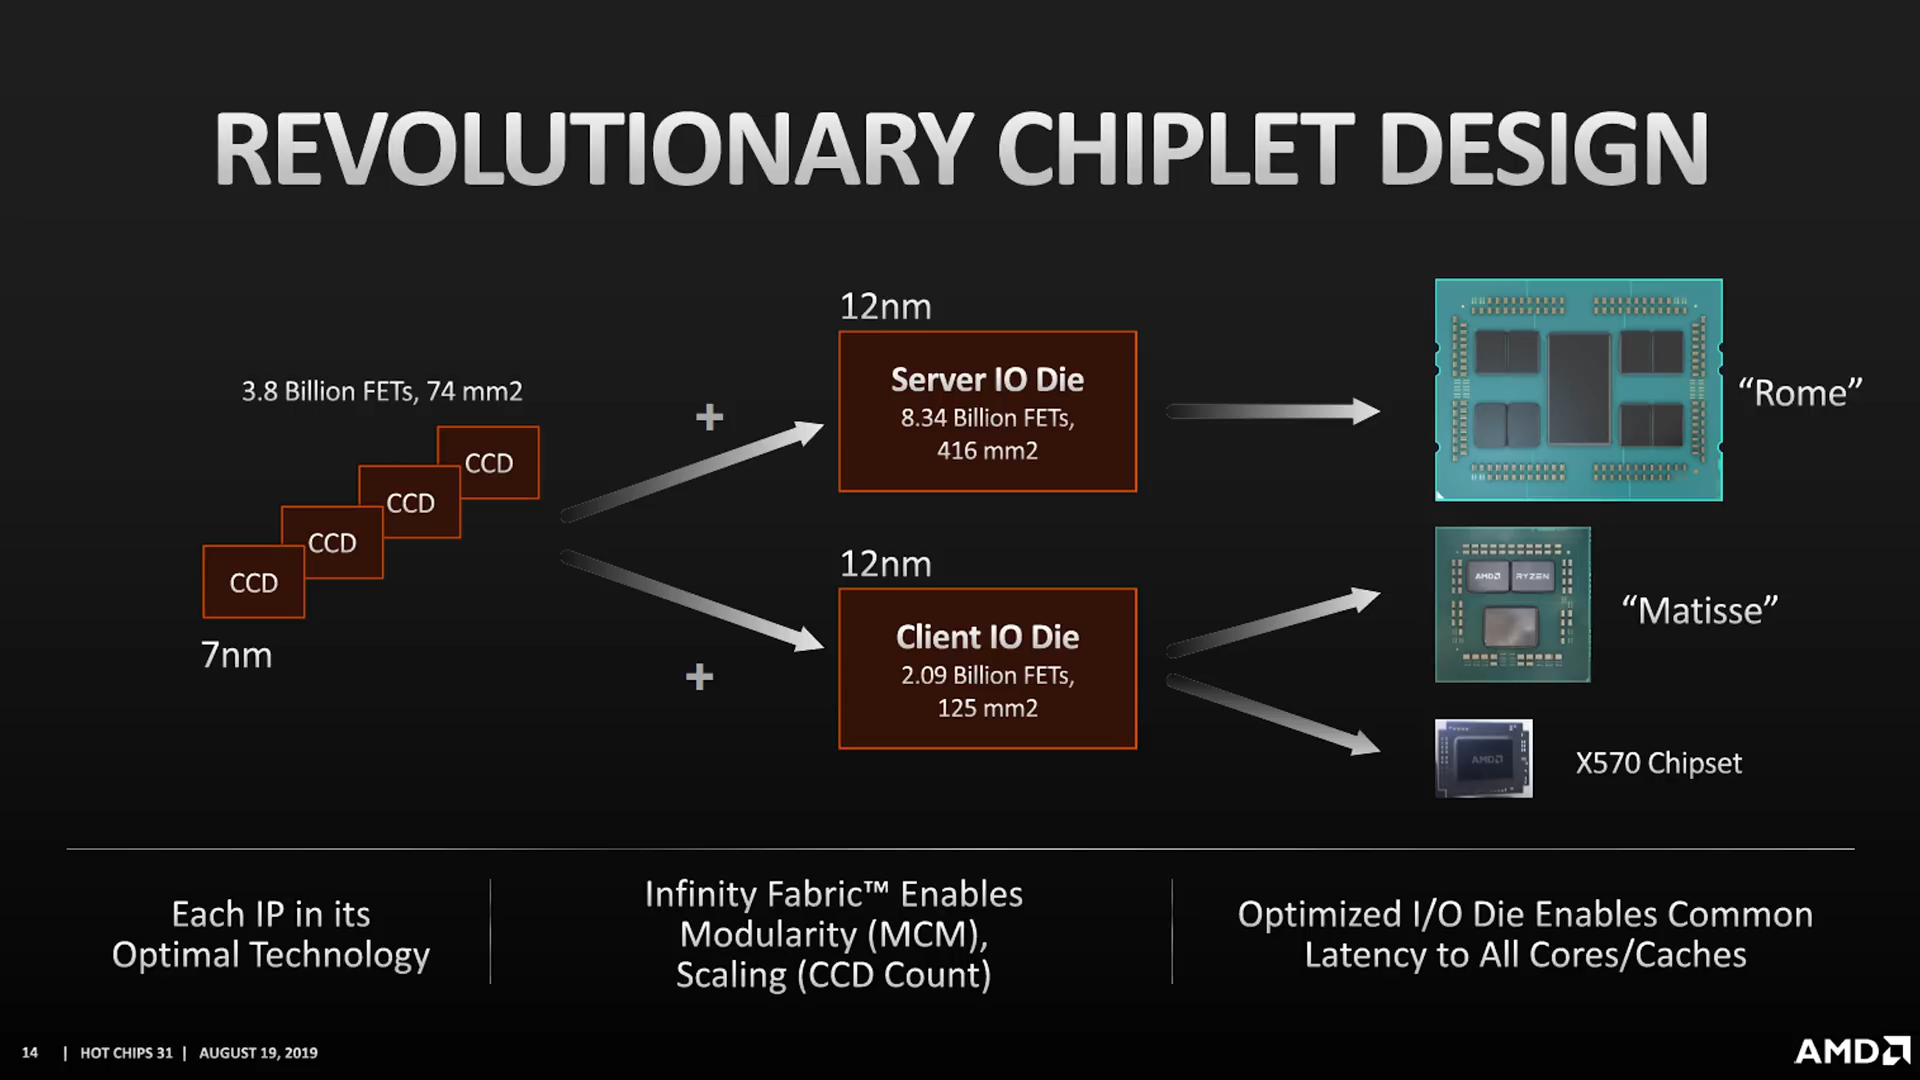 REVOLUTIONARY CHIPLET DESIGN
3.8 Billion FETs, 74 mm2
CCD
CCD
CCD
CCD
7nm
+
12nm
Server IO Die
8.34 Billion FETs,
416 mm2
“Rome”
+
12nm
Client IO Die
2.09 Billion FETs,
125 mm2
AMD RYZEN
“Matisse”
AMD
X570 Chipset
Each IP in its
Optimal Technology
Infinity Fabric™ Enables
Modularity (MCM),
Scaling (CCD Count)
Optimized I/O Die Enables Common
Latency to All Cores/Caches
14 | HOT CHIPS 31 | AUGUST 19, 2019
AMD